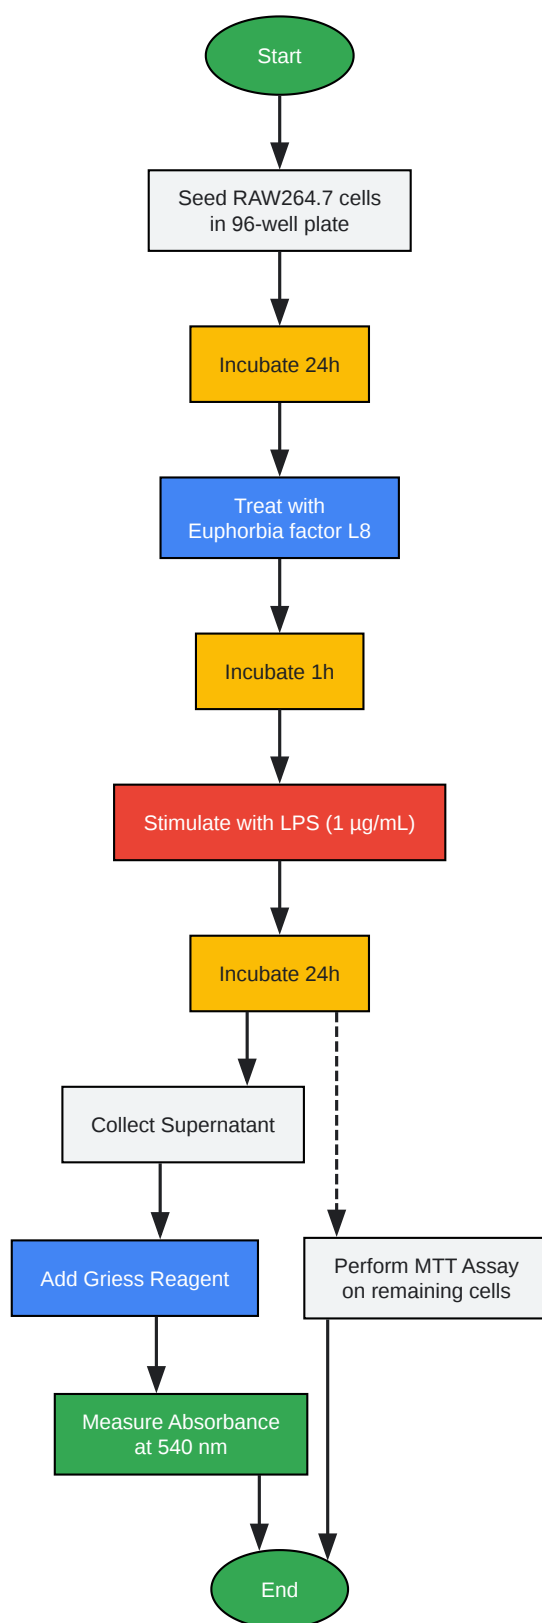 Start
Seed RAW264.7 cells
in 96-well plate
Incubate 24h
Treat with
Euphorbia factor L8
Incubate 1h
Stimulate with LPS (1 µg/mL)
Incubate 24h
Collect Supernatant
Add Griess Reagent
Perform MTT Assay
on remaining cells
Measure Absorbance
at 540 nm
End